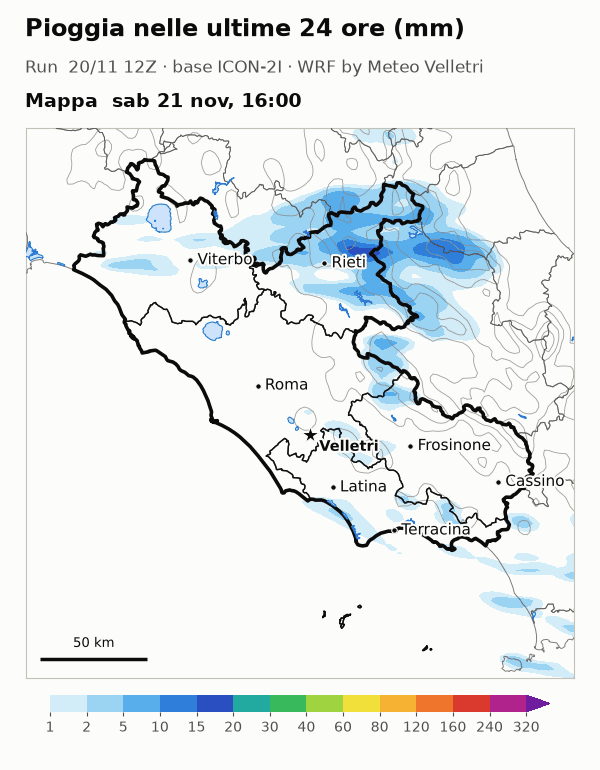 Pioggia nelle ultime 24 ore (mm)
Run  20/11 12Z · base ICON-2I · WRF by Meteo Velletri
Mappa  sab 21 nov, 16:00
Viterbo
Rieti
Roma
Velletri
Frosinone
Cassino
Latina
Terracina
50 km
1 2 5 10 15 20 30 40 60 80 120 160 240 320